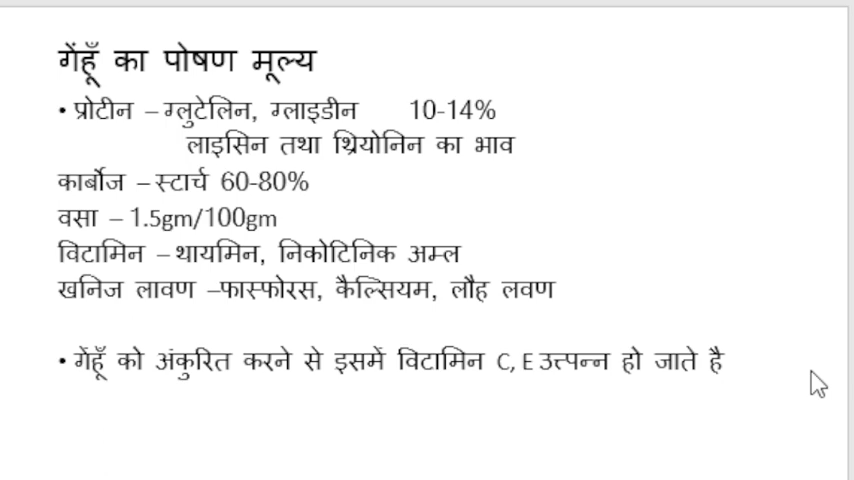 गेंहूँ का पोषण मूल्य
• प्रोटीन – ग्लुटेलिन, ग्लाइडीन 10-14%
लाइसिन तथा थ्रियोनिन का भाव
कार्बोज – स्टार्च 60-80%
वसा – 1.5gm/100gm
विटामिन – थायमिन, निकोटिनिक अम्ल
खनिज लावण –फास्फोरस, कैल्सियम, लौह लवण
• गेंहूँ को अंकुरित करने से इसमें विटामिन C, E उत्त्पन्न हो जाते है